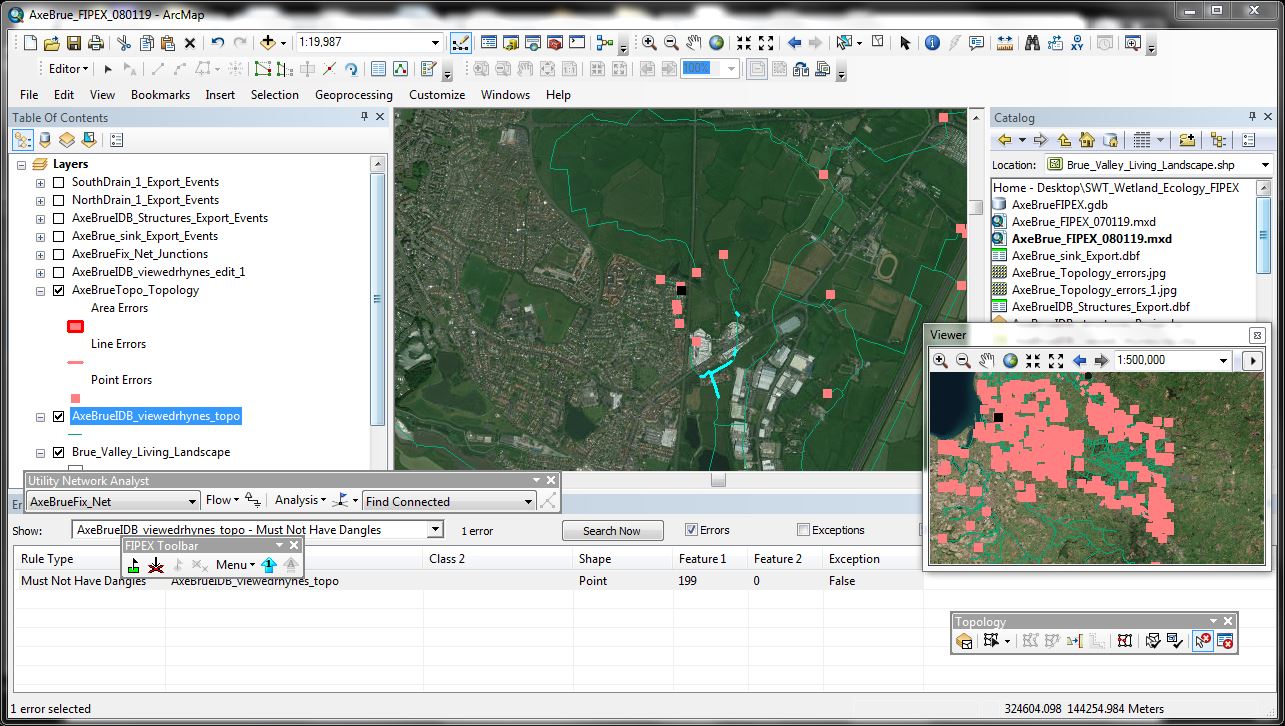 AxeBrue_FIPEX_080119 - ArcMap
1:19,987
Editor
100%
File Edit View Bookmarks Insert Selection Geoprocessing Customize Windows Help
Table Of Contents
Layers
SouthDrain_1_Export_Events
NorthDrain_1_Export_Events
AxeBrueIDB_Structures_Export_Events
AxeBrue_sink_Export_Events
AxeBrueFix_Net_Junctions
AxeBrueIDB_viewedrhynes_edit_1
AxeBrueTopo_Topology
Area Errors
Line Errors
Point Errors
AxeBrueIDB_viewedrhynes_topo
Brue_Valley_Living_Landscape
Catalog
Location: Brue_Valley_Living_Landscape.shp
Home - Desktop\SWT_Wetland_Ecology_FIPEX
AxeBrueFIPEX.gdb
AxeBrue_FIPEX_070119.mxd
AxeBrue_FIPEX_080119.mxd
AxeBrue_sink_Export.dbf
AxeBrue_Topology_errors.jpg
AxeBrue_Topology_errors_1.jpg
AxeBrueIDB_Structures_Export.dbf
Viewer
1:500,000
Utility Network Analyst
AxeBrueFix_Net Flow Analysis Find Connected
Show: AxeBrueIDB_viewedrhynes_topo - Must Not Have Dangles 1 error Search Now Errors Exceptions
FIPEX Toolbar
Menu
Rule Type Class 2 Shape Feature 1 Feature 2 Exception
Must Not Have Dangles AxeBrueIDB_viewedrhynes_topo Point 199 0 False
Topology
1 error selected
324604.098 144254.984 Meters